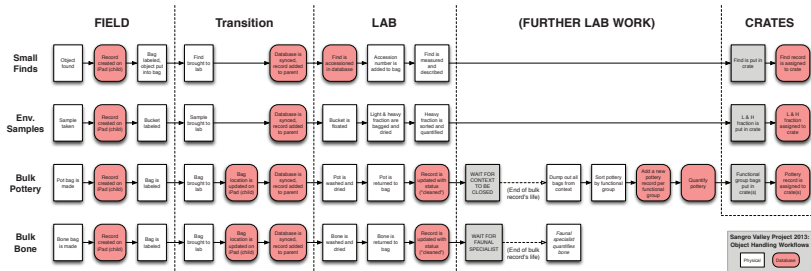 FIELD
Transition
LAB
(FURTHER LAB WORK)
CRATES
Small
Finds
Object
found
Record
created on
iPad (child)
Bag
labeled,
object put
into bag
Find
brought to
lab
Database
is synced,
record added
to parent
Find is
accessioned
in database
Accession
number is
added to bag
Find is
measured
and
described
Find is put in
crate
Find record
is assigned
to crate
Env.
Samples
Sample
taken
Record
created on
iPad (child)
Bucket
labeled
Sample
brought to
lab
Database is
synced,
record added
to parent
Bucket is
floated
Light & heavy
fraction are
bagged and
dried
Heavy
fraction is
sorted and
quantified
L & H
fraction is
put in crate
L & H
fraction
assigned to
crate
Bulk
Pottery
Pot bag is
made
Record
created on
iPad (child)
Bag is
labeled
Bag brought
to lab
Bag
location is
updated on
iPad (child)
Database is
synced,
record added
to parent
Pot is
washed and
dried
Pot is
returned to
bag
Record is
updated with
status
("cleaned")
WAIT FOR
CONTEXT
TO BE
CLOSED
(End of bulk
record's life)
Dump out all
bags from
context
Sort pottery
by functional
group
Add a new
pottery
record per
functional
group
Quantify
pottery
Functional
group bags
put in
crate(s)
Pottery
record is
assigned to
crate(s)
Bulk
Bone
Bone bag
is made
Record
created on
iPad (child)
Bag is
labeled
Bag brought
to lab
Bag
location is
updated on
iPad (child)
Database is
synced,
record added
to parent
Bone is
washed and
dried
Bone is
returned to
bag
Record is
updated with
status
("cleaned")
WAIT FOR
FAUNAL
SPECIALIST
(End of bulk
record's life)
Faunal
specialist
quantifies
bone
Sangro Valley Project 2013:
Object Handling Workflows
Physical
Database